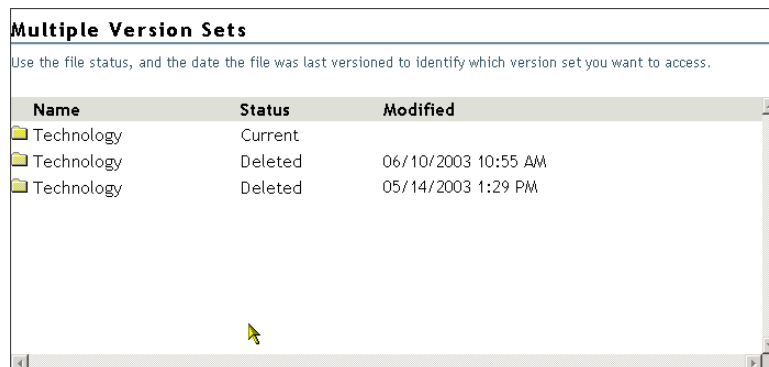 Multiple Version Sets
Use the file status, and the date the file was last versioned to identify which version set you want to access.
Name Status Modified
Technology Current
Technology Deleted 06/10/2003 10:55 AM
Technology Deleted 05/14/2003 1:29 PM